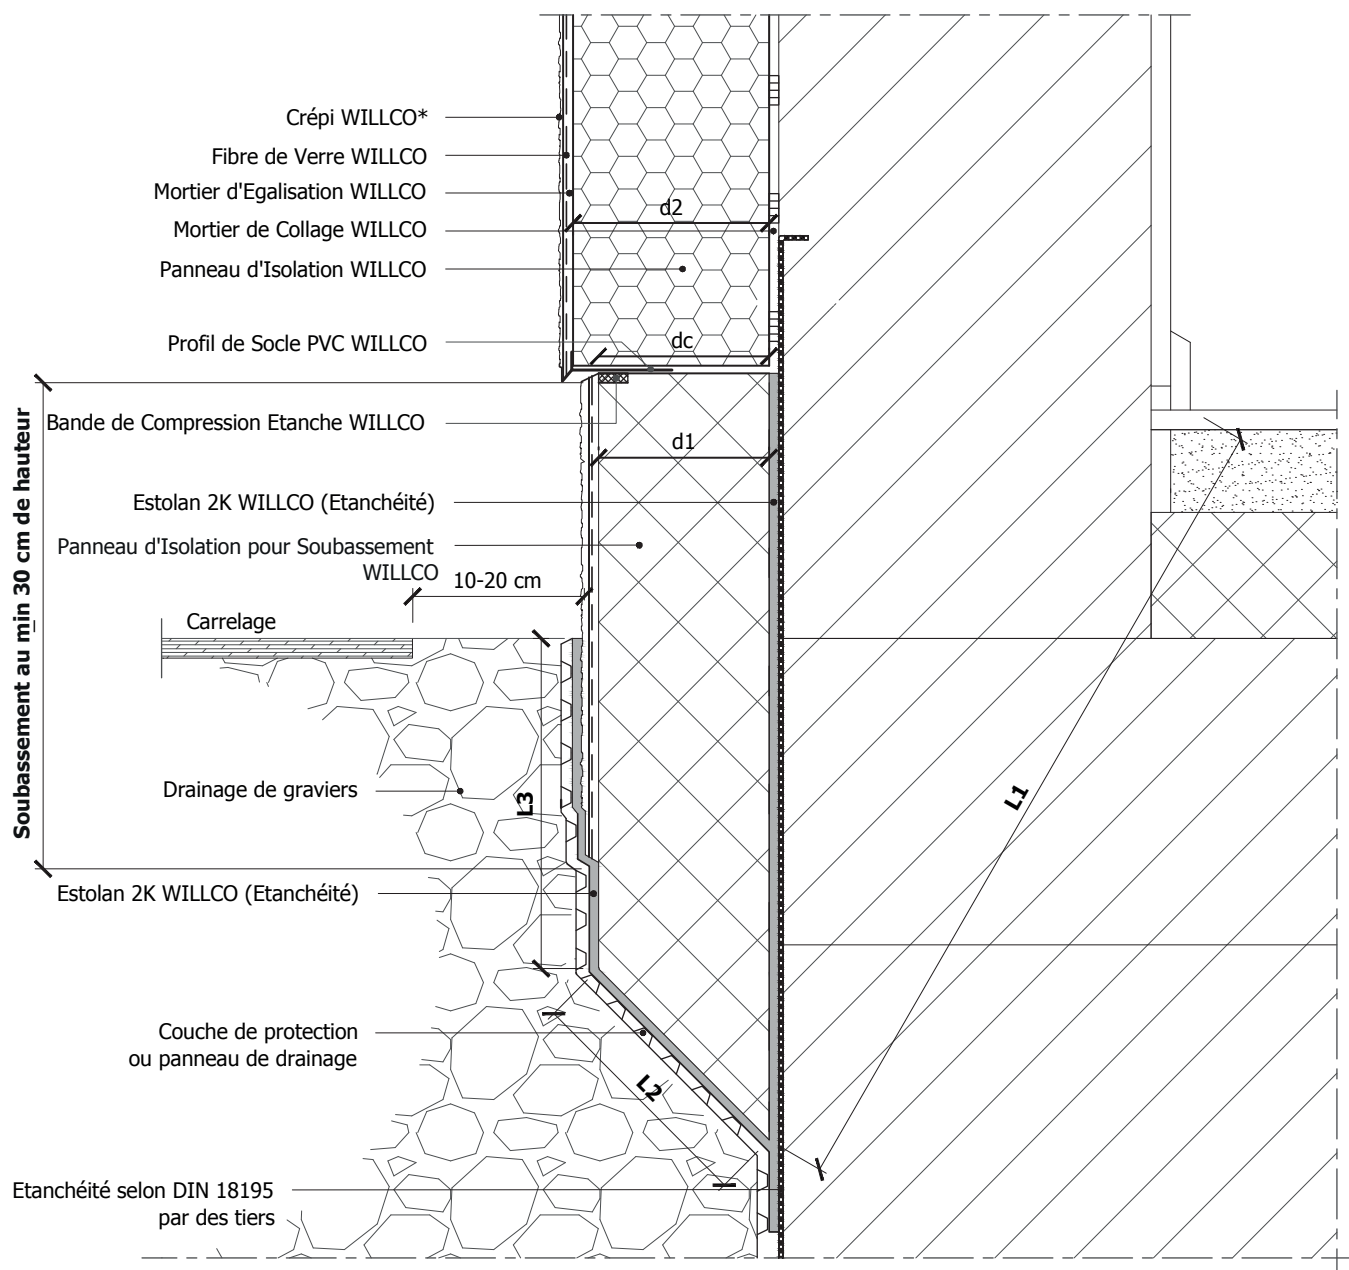 Crépi WILLCO*
Fibre de Verre WILLCO
Mortier d'Egalisation WILLCO
d2
Mortier de Collage WILLCO
Panneau d'Isolation WILLCO
Profil de Socle PVC WILLCO
dc
Soubassement au min 30 cm de hauteur
Bande de Compression Etanche WILLCO
d1
Estolan 2K WILLCO (Etanchéité)
Panneau d'Isolation pour Soubassement
WILLCO
10-20 cm
Carrelage
Drainage de graviers
L3
L1
Estolan 2K WILLCO (Etanchéité)
Couche de protection
ou panneau de drainage
L2
Etanchéité selon DIN 18195
par des tiers